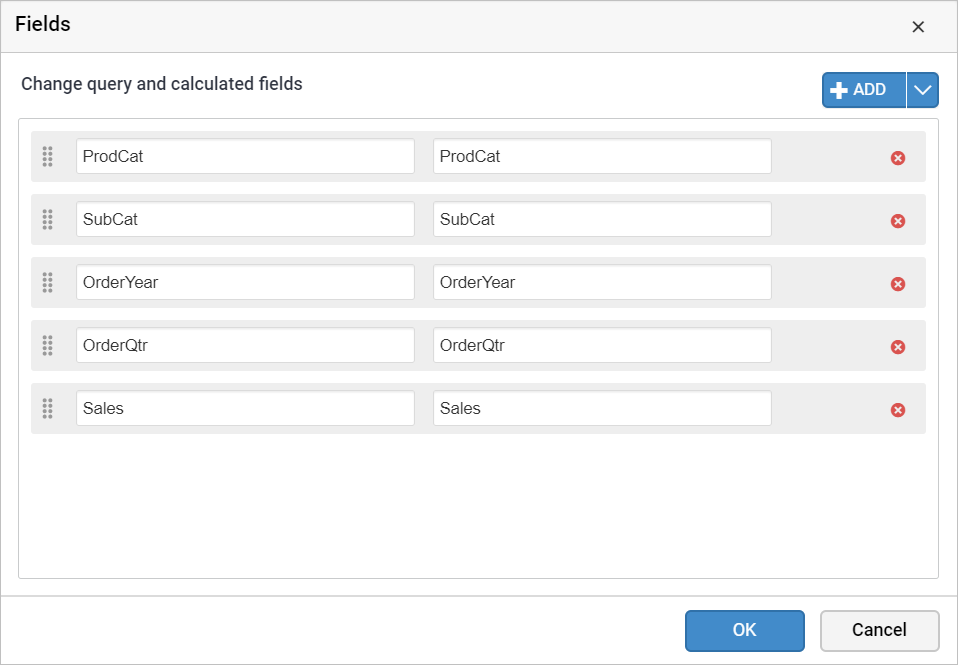 Fields
Change query and calculated fields
ADD
ProdCat ProdCat
SubCat SubCat
OrderYear OrderYear
OrderQtr OrderQtr
Sales Sales
OK Cancel